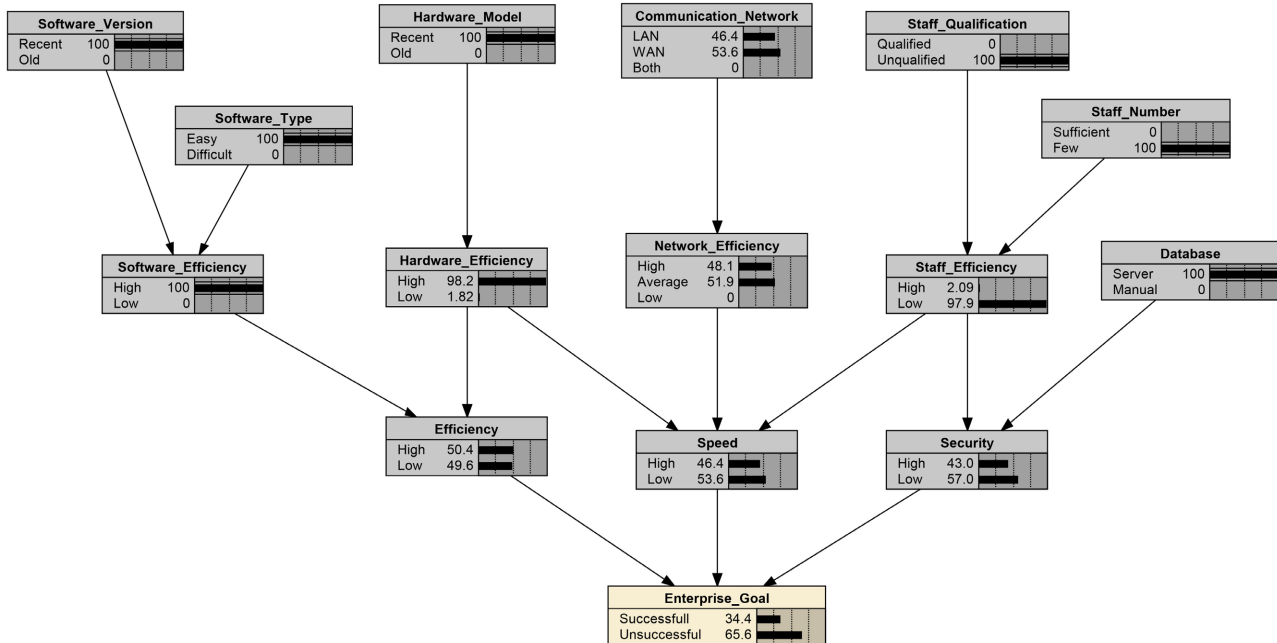 Software_Version
Recent 100
Old 0
Hardware_Model
Recent 100
Old 0
Communication_Network
LAN 46.4
WAN 53.6
Both 0
Staff_Qualification
Qualified 0
Unqualified 100
Software_Type
Easy 100
Difficult 0
Staff_Number
Sufficient 0
Few 100
Software_Efficiency
High 100
Low 0
Hardware_Efficiency
High 98.2
Low 1.82
Network_Efficiency
High 48.1
Average 51.9
Low 0
Staff_Efficiency
High 2.09
Low 97.9
Database
Server 100
Manual 0
Efficiency
High 50.4
Low 49.6
Speed
High 46.4
Low 53.6
Security
High 43.0
Low 57.0
Enterprise_Goal
Successfull 34.4
Unsuccessful 65.6